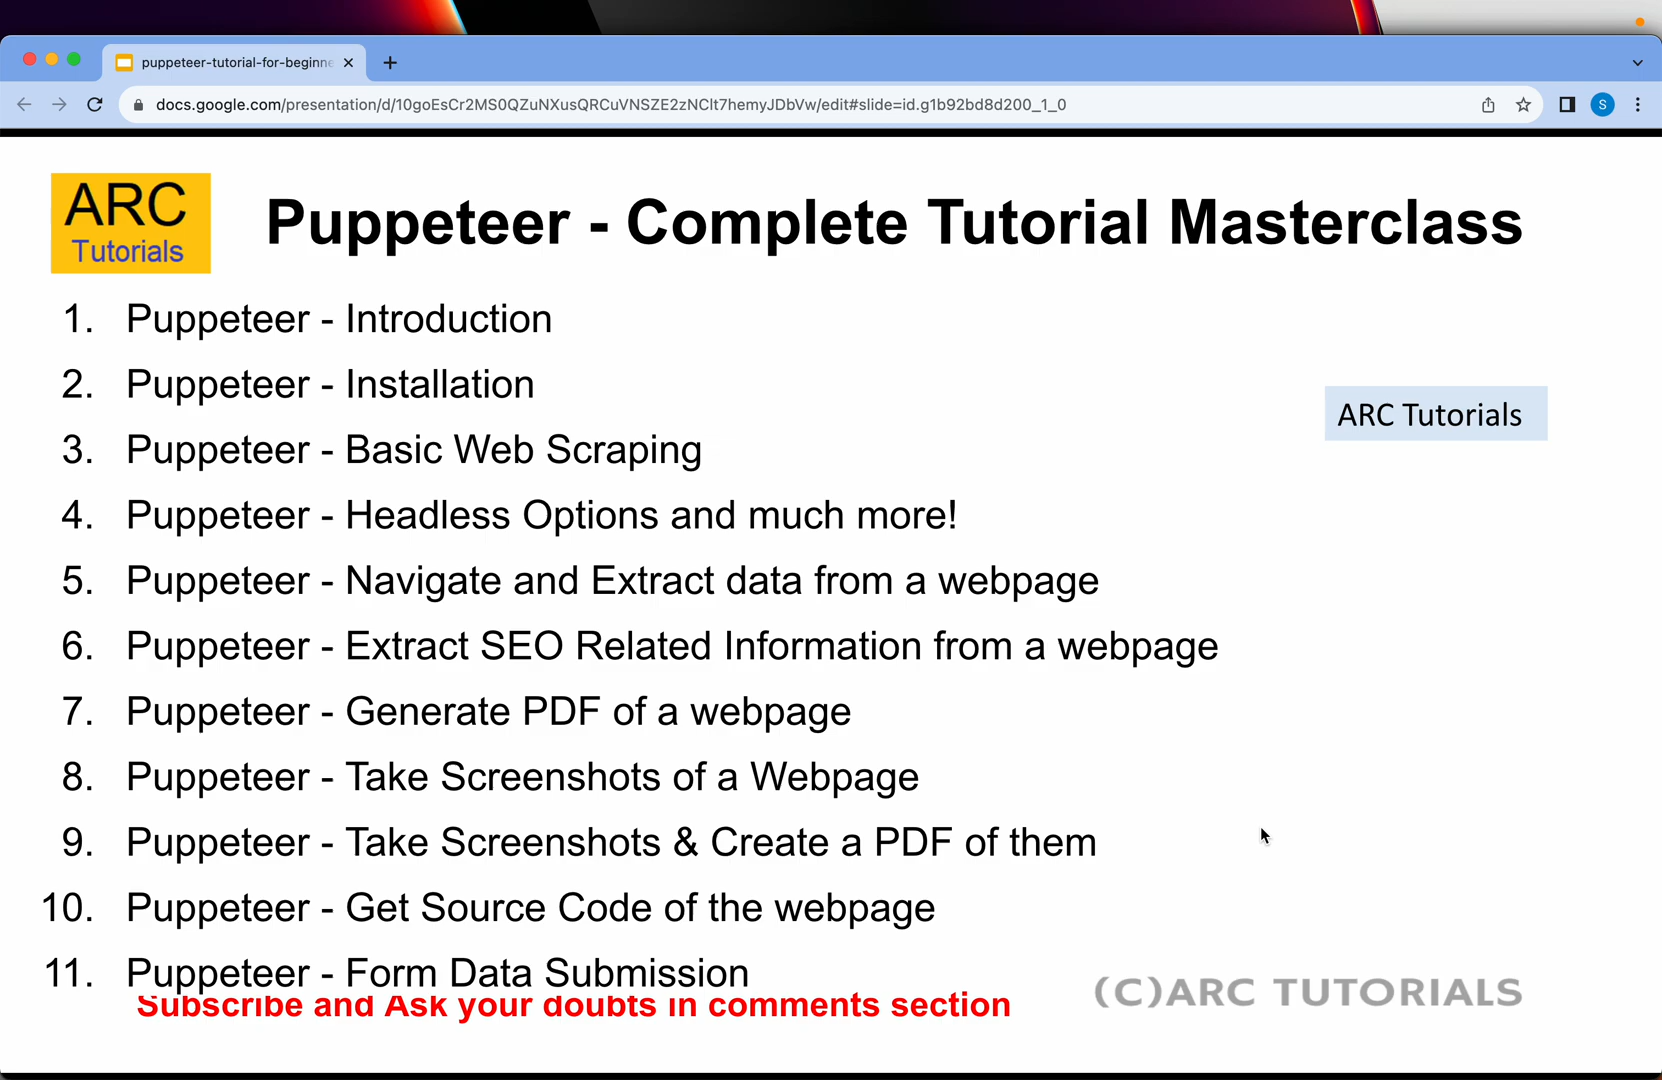 puppeteer-tutorial-for-beginne
docs.google.com/presentation/d/10goEsCr2MS0QZuNXusQRCuVNSZE2zNClt7hemyJDbVw/edit#slide=id.g1b92bd8d200_1_0
S
ARC
Tutorials
Puppeteer - Complete Tutorial Masterclass
1. Puppeteer - Introduction
2. Puppeteer - Installation
3. Puppeteer - Basic Web Scraping
4. Puppeteer - Headless Options and much more!
5. Puppeteer - Navigate and Extract data from a webpage
6. Puppeteer - Extract SEO Related Information from a webpage
7. Puppeteer - Generate PDF of a webpage
8. Puppeteer - Take Screenshots of a Webpage
9. Puppeteer - Take Screenshots & Create a PDF of them
10. Puppeteer - Get Source Code of the webpage
11. Puppeteer - Form Data Submission
ARC Tutorials
Subscribe and Ask your doubts in comments section
(C)ARC TUTORIALS